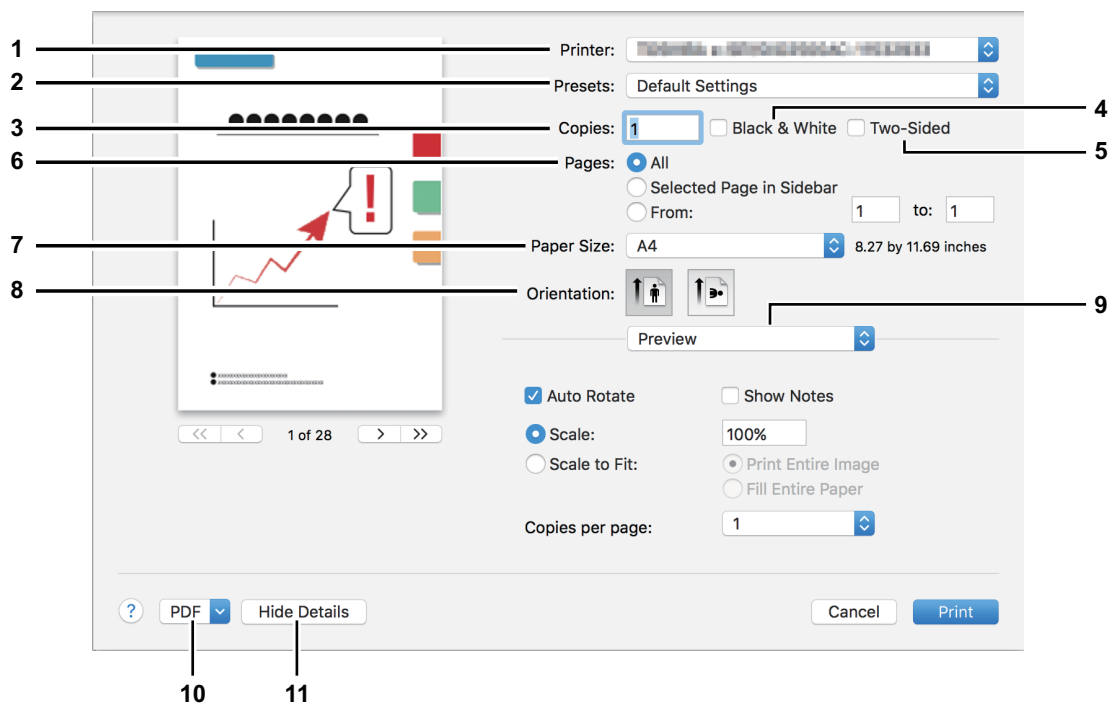 1 Printer:
2 Presets: Default Settings
4
3 Copies: 1 Black & White Two-Sided
5
6 Pages: All
Selected Page in Sidebar
From: 1 to: 1
!
7 Paper Size: A4 8.27 by 11.69 inches
8 Orientation:
9
Preview
Auto Rotate Show Notes
<< < 1 of 28 > >>
Scale: 100%
Scale to Fit: Print Entire Image
Fill Entire Paper
Copies per page: 1
? PDF Hide Details Cancel Print
10 11